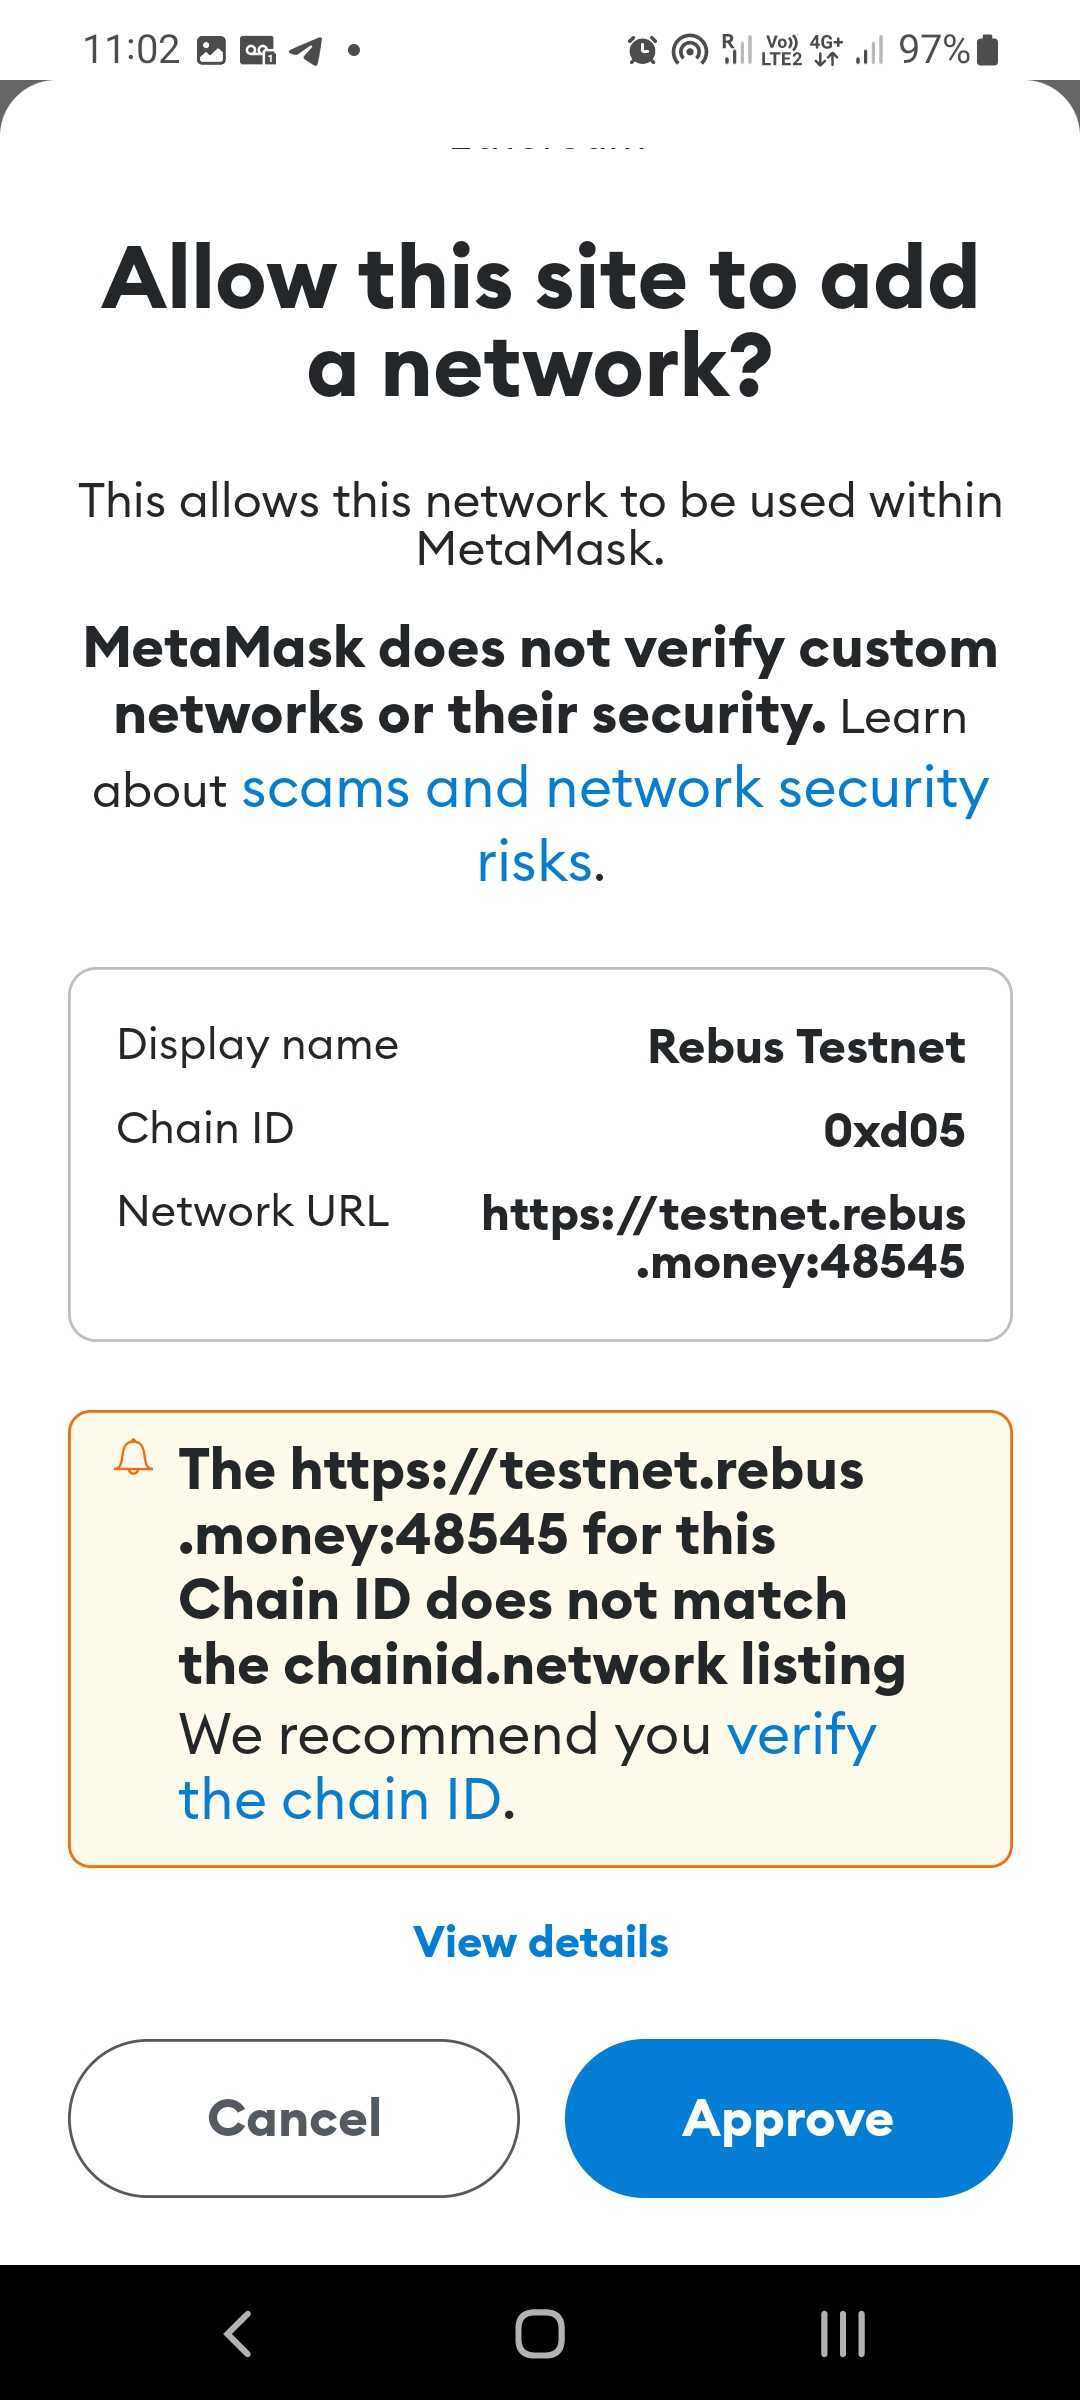 11:02
R Vo)) 4G+ 97%
LTE2
Allow this site to add
a network?
This allows this network to be used within
MetaMask.
MetaMask does not verify custom
networks or their security. Learn
about scams and network security
risks.
Display name Rebus Testnet
Chain ID 0xd05
Network URL https://testnet.rebus
.money:48545
The https://testnet.rebus
.money:48545 for this
Chain ID does not match
the chainid.network listing
We recommend you verify
the chain ID.
View details
Cancel Approve